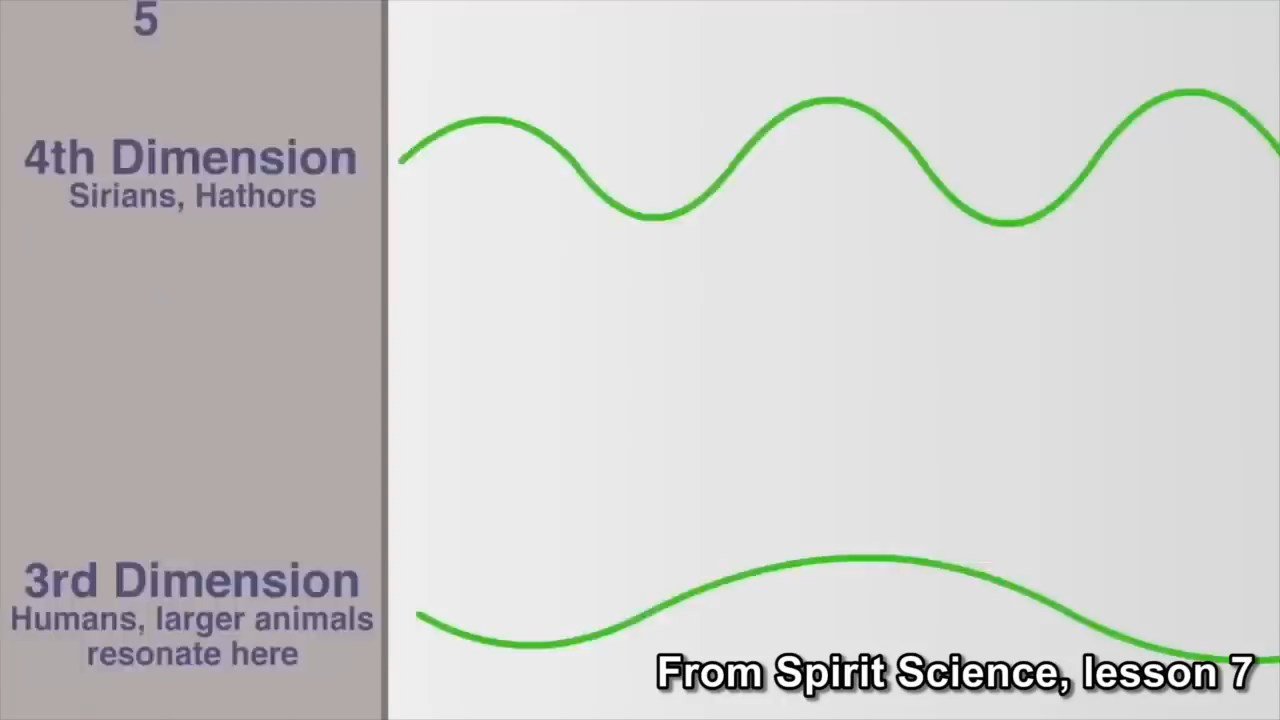 5
4th Dimension
Sirians, Hathors
3rd Dimension
Humans, larger animals
resonate here
From Spirit Science, lesson 7